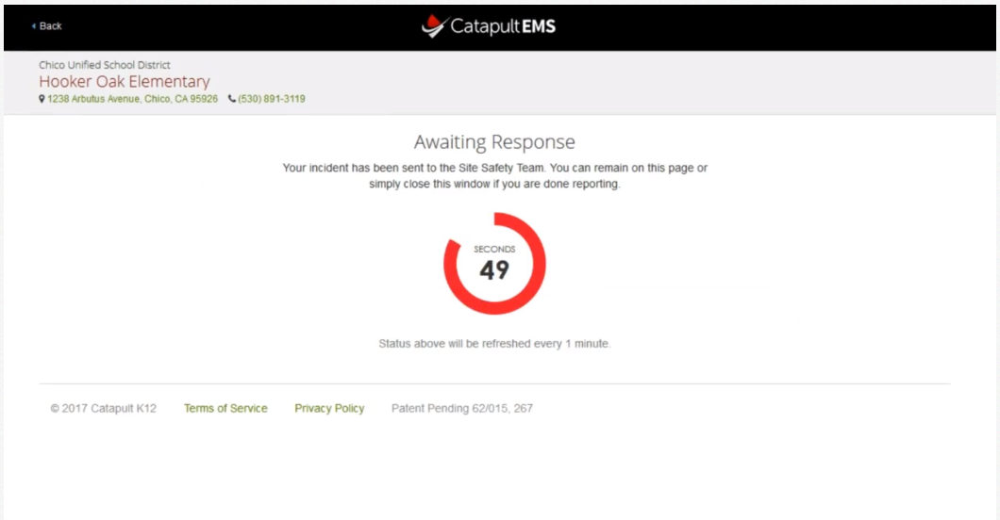 Back
CatapultEMS
Chico Unified School District
Hooker Oak Elementary
1238 Arbutus Avenue, Chico, CA 95926 (530) 891-3119
Awaiting Response
Your incident has been sent to the Site Safety Team. You can remain on this page or
simply close this window if you are done reporting.
SECONDS
49
Status above will be refreshed every 1 minute.
© 2017 Catapult K12 Terms of Service Privacy Policy Patent Pending 62/015, 267